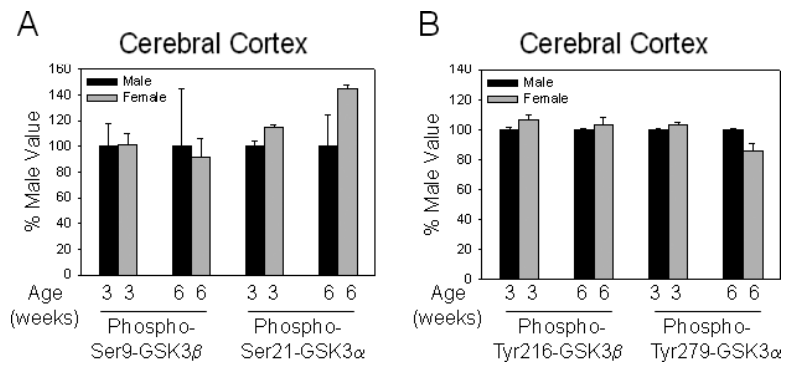 A
Cerebral Cortex
160
140
120
100
80
60
40
20
0
% Male Value
Male
Female
Age
(weeks)
3 3
6 6
3 3
6 6
Phospho-
Ser9-GSK3β
Phospho-
Ser21-GSK3α
B
Cerebral Cortex
140
120
100
80
60
40
20
0
% Male Value
Male
Female
Age
(weeks)
3 3
6 6
3 3
6 6
Phospho-
Tyr216-GSK3β
Phospho-
Tyr279-GSK3α